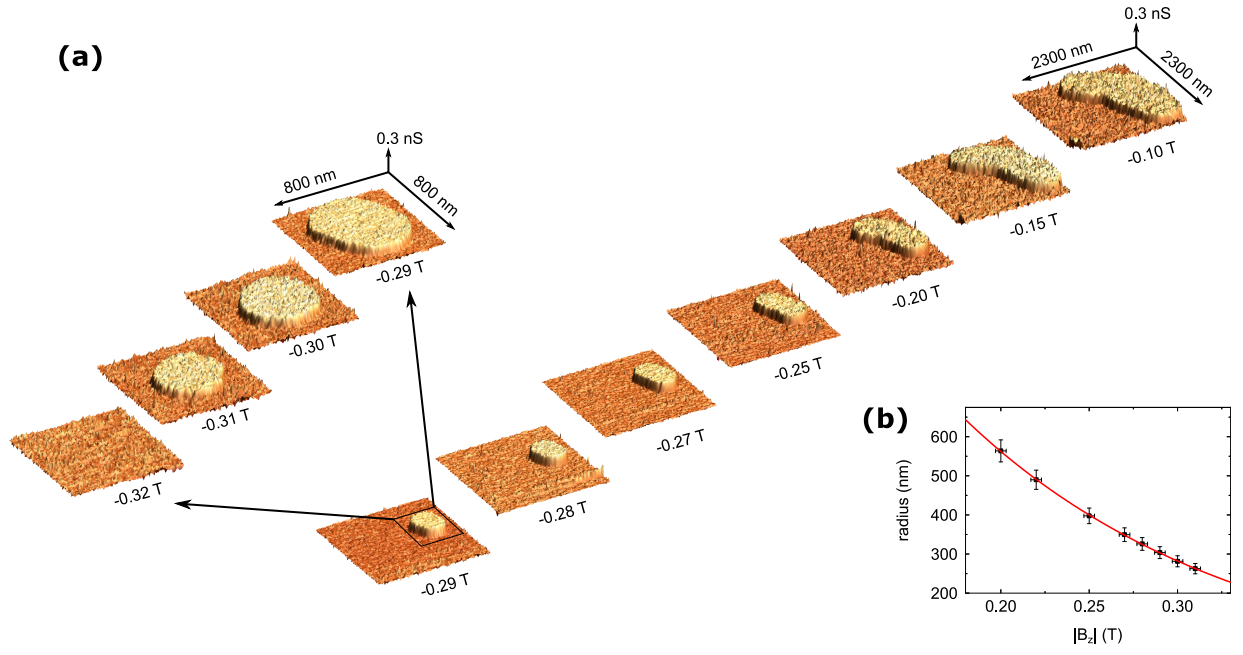 (a)
0.3 nS
2300 nm
2300 nm
-0.10 T
-0.15 T
-0.20 T
-0.25 T
-0.27 T
-0.28 T
-0.29 T
0.3 nS
800 nm
800 nm
-0.29 T
-0.30 T
-0.31 T
-0.32 T
(b)
600
500
400
300
200
radius (nm)
0.20
0.25
0.30
|Bz| (T)